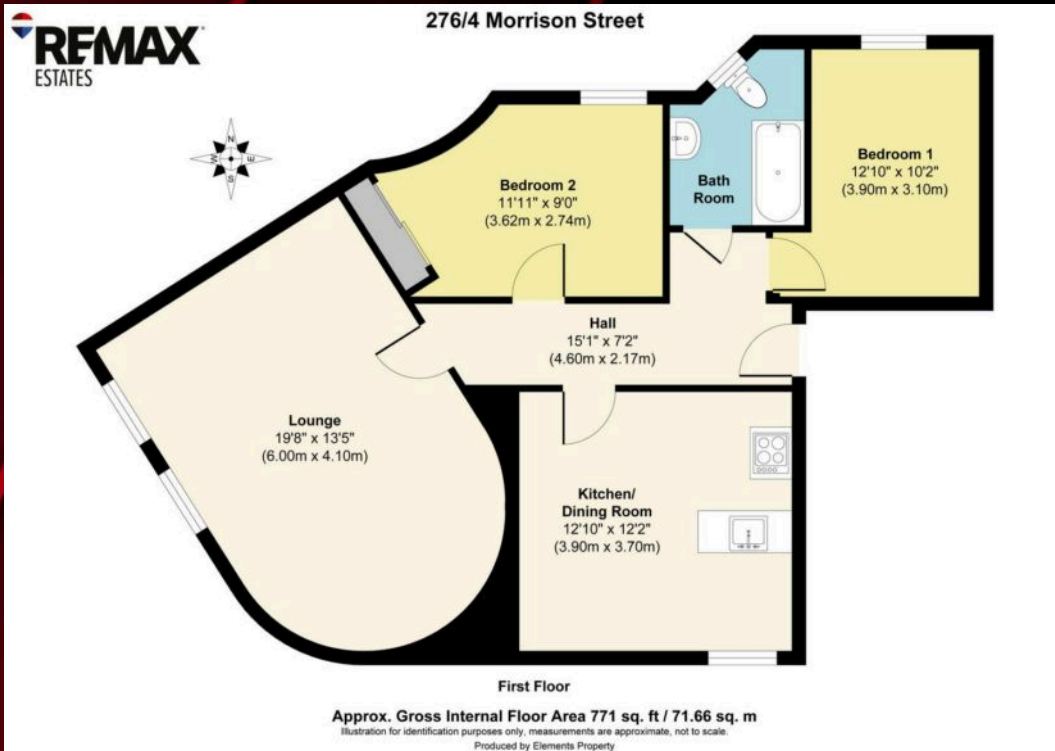 276/4 Morrison Street
REMAX
ESTATES
N
W E
S
Bedroom 1
12'10" x 10'2"
(3.90m x 3.10m)
Bedroom 2
11'11" x 9'0"
(3.62m x 2.74m)
Bath
Room
Hall
15'1" x 7'2"
(4.60m x 2.17m)
Lounge
19'8" x 13'5"
(6.00m x 4.10m)
Kitchen/
Dining Room
12'10" x 12'2"
(3.90m x 3.70m)
First Floor
Approx. Gross Internal Floor Area 771 sq. ft / 71.66 sq. m
Illustration for identification purposes only, measurements are approximate, not to scale.
Produced by Elements Property